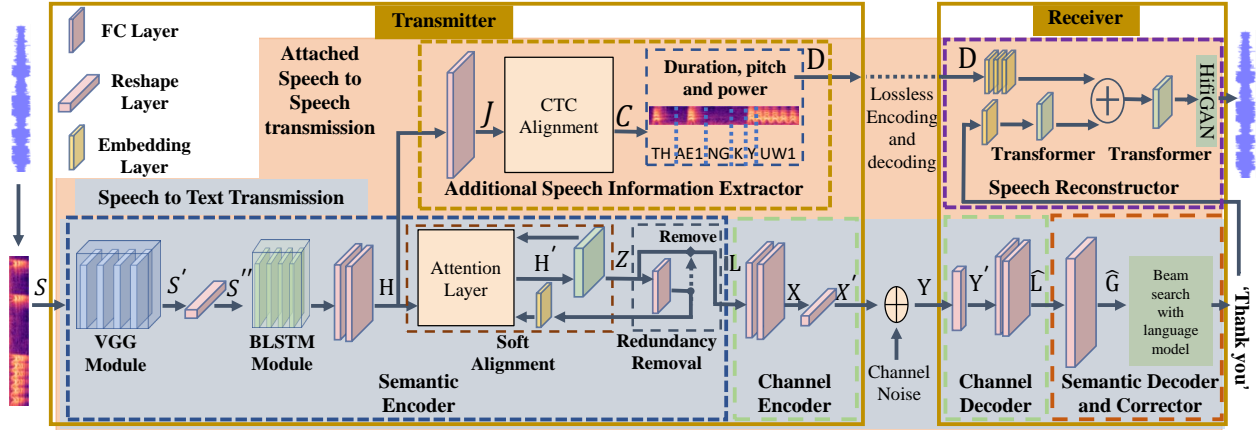 Transmitter
Receiver
FC Layer
Reshape
Layer
Embedding
Layer
Attached
Speech to
Speech
transmission
J
CTC
Alignment
C
Duration, pitch
and power
TH AE1 NG K Y UW1
D
Additional Speech Information Extractor
Lossless
Encoding
and
decoding
D
HifiGAN
Transformer
Transformer
Speech Reconstructor
Speech to Text Transmission
S
VGG
Module
S'
S''
BLSTM
Module
H
Attention
Layer
H'
Soft
Alignment
Z
Remove
Redundancy
Removal
Semantic
Encoder
L
X
X'
Channel
Encoder
Channel
Noise
Y
Y'
L̂
Channel
Decoder
Ĝ
Beam
search
with
language
model
Semantic Decoder
and Corrector
'Thank you'